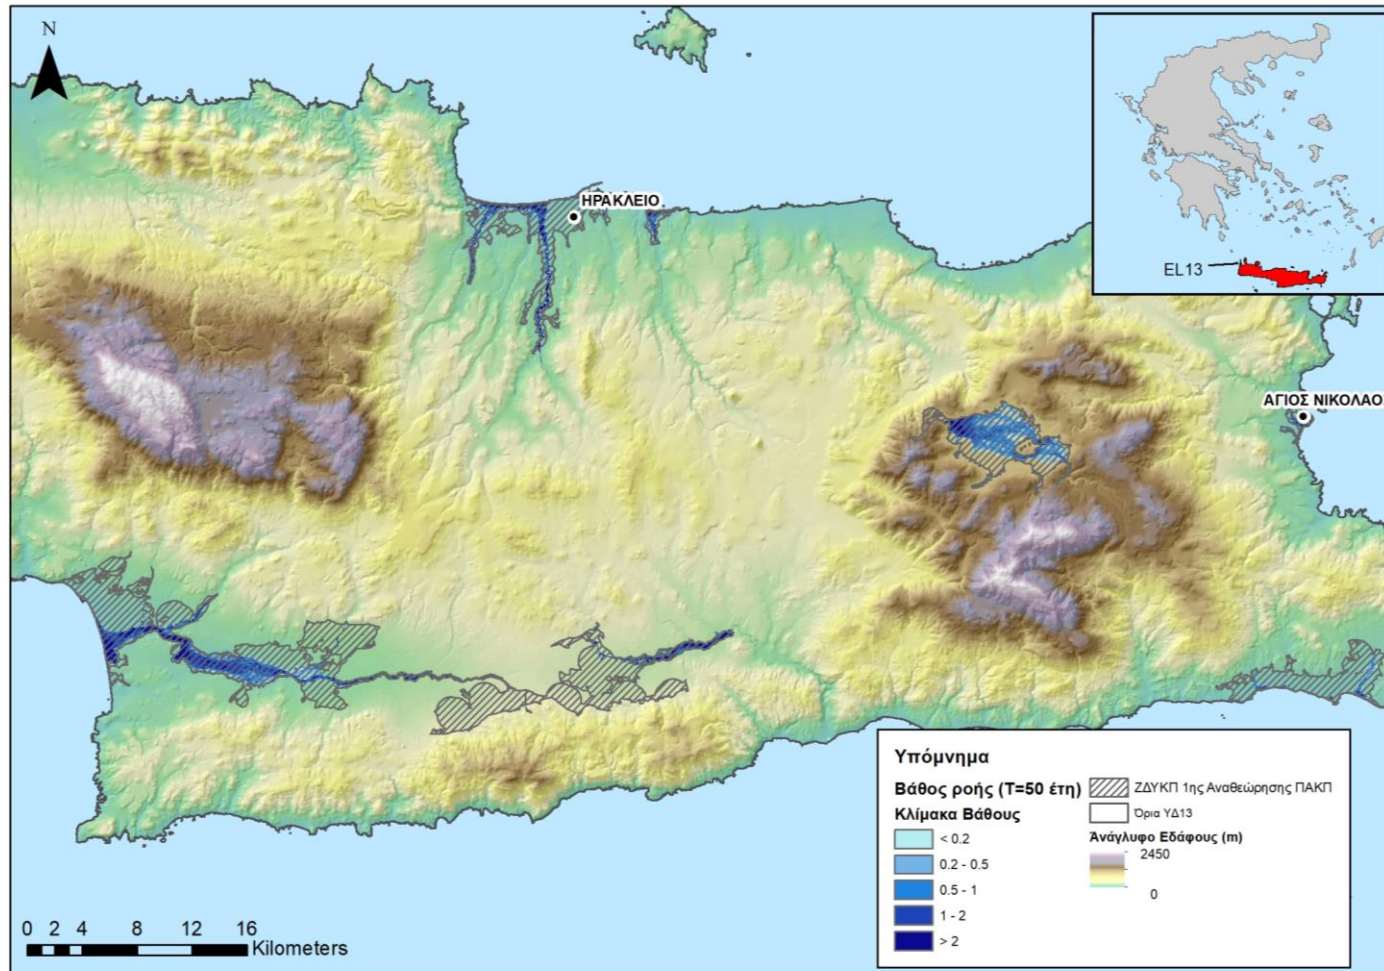 N
ΗΡΑΚΛΕΙΟ
EL13
ΑΓΙΟΣ ΝΙΚΟΛΑΟΣ
Υπόμνημα
Βάθος ροής (T=50 έτη)
Κλίμακα Βάθους
< 0.2
0.2 - 0.5
0.5 - 1
1 - 2
> 2
ΖΔΥΚΠ 1ης Αναθεώρησης ΠΑΚΠ
Όρια ΥΔ13
Άνάγλυφο Εδάφους (m)
2450
0
0 2 4 8 12 16
Kilometers